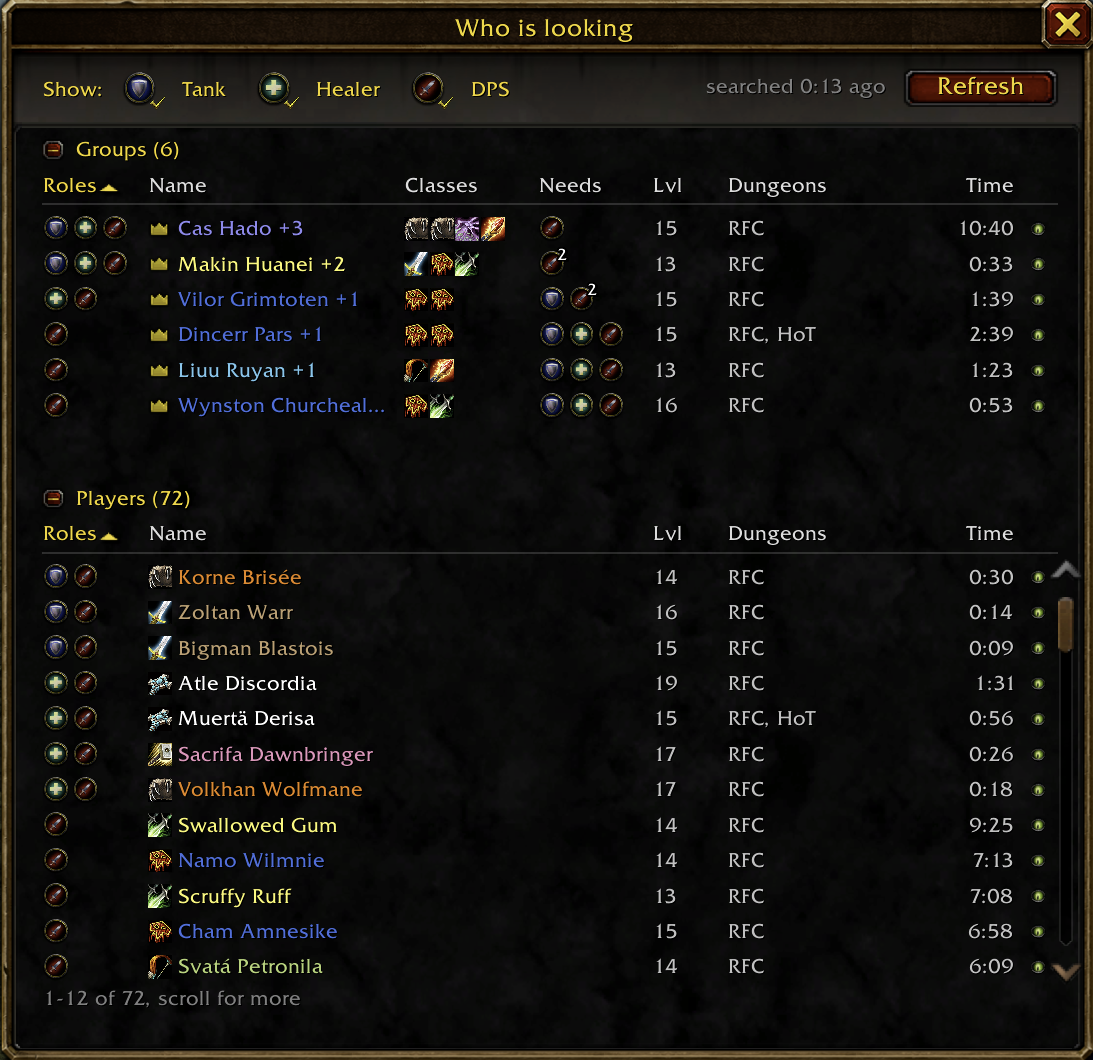 Who is looking
Show: Tank Healer DPS searched 0:13 ago Refresh
Groups (6)
Roles Name Classes Needs Lvl Dungeons Time
Cas Hado +3 15 RFC 10:40
Makin Huanei +2 2 13 RFC 0:33
Vilor Grimtoten +1 2 15 RFC 1:39
Dincerr Pars +1 15 RFC, HoT 2:39
Liuu Ruyan +1 13 RFC 1:23
Wynston Churcheal... 16 RFC 0:53
Players (72)
Roles Name Lvl Dungeons Time
Korne Brisée 14 RFC 0:30
Zoltan Warr 16 RFC 0:14
Bigman Blastois 15 RFC 0:09
Atle Discordia 19 RFC 1:31
Muertä Derisa 15 RFC, HoT 0:56
Sacrifa Dawnbringer 17 RFC 0:26
Volkhan Wolfmane 17 RFC 0:18
Swallowed Gum 14 RFC 9:25
Namo Wilmnie 14 RFC 7:13
Scruffy Ruff 13 RFC 7:08
Cham Amnesike 15 RFC 6:58
Svatá Petronila 14 RFC 6:09
1-12 of 72, scroll for more